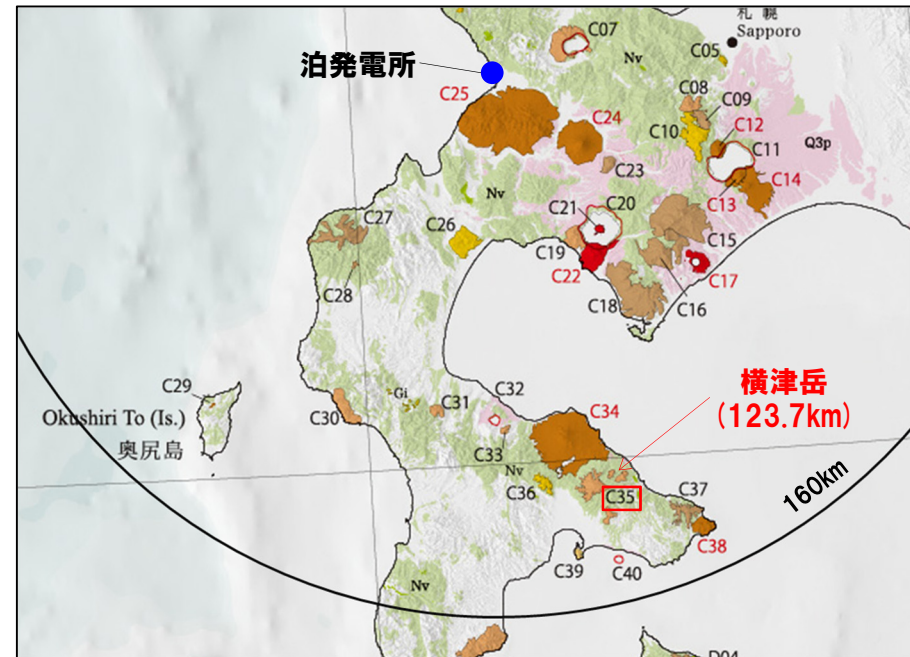 札 幌
Sapporo
C07
Nv
C05
泊発電所
C25
C24
C08
C09
C10
C12
C11
Q3p
C23
C14
C13
Nv
C21
C20
C27
C26
C19
C15
C22
C17
C28
C16
C18
C29
Okushiri To (Is.)
奥尻島
C30
Gi
C31
C32
C34
横津岳
(123.7km)
C33
Nv
C36
C35
C37
160km
C38
C39
C40
Nv
D04